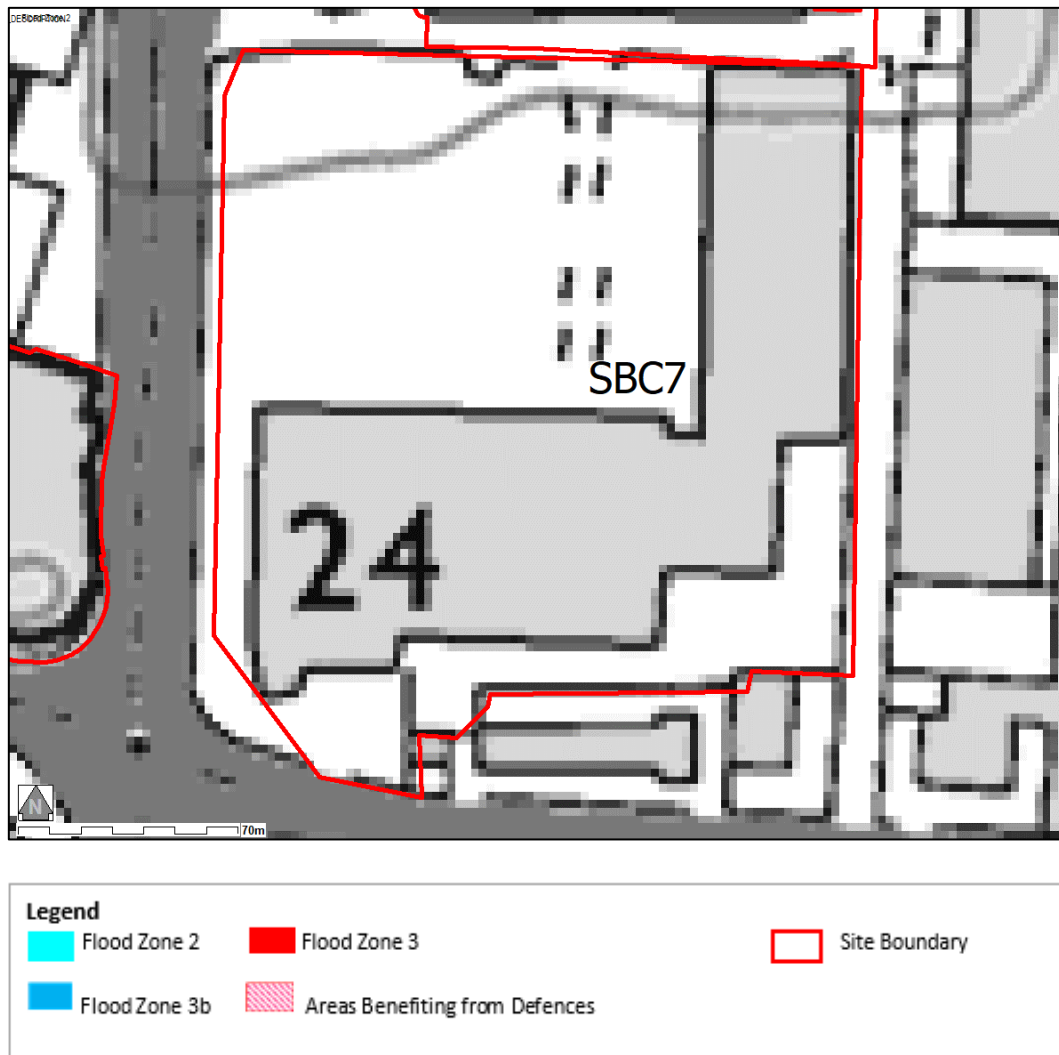 SBC7
24
N
70m
Legend
Flood Zone 2 Flood Zone 3 Site Boundary
Flood Zone 3b Areas Benefiting from Defences